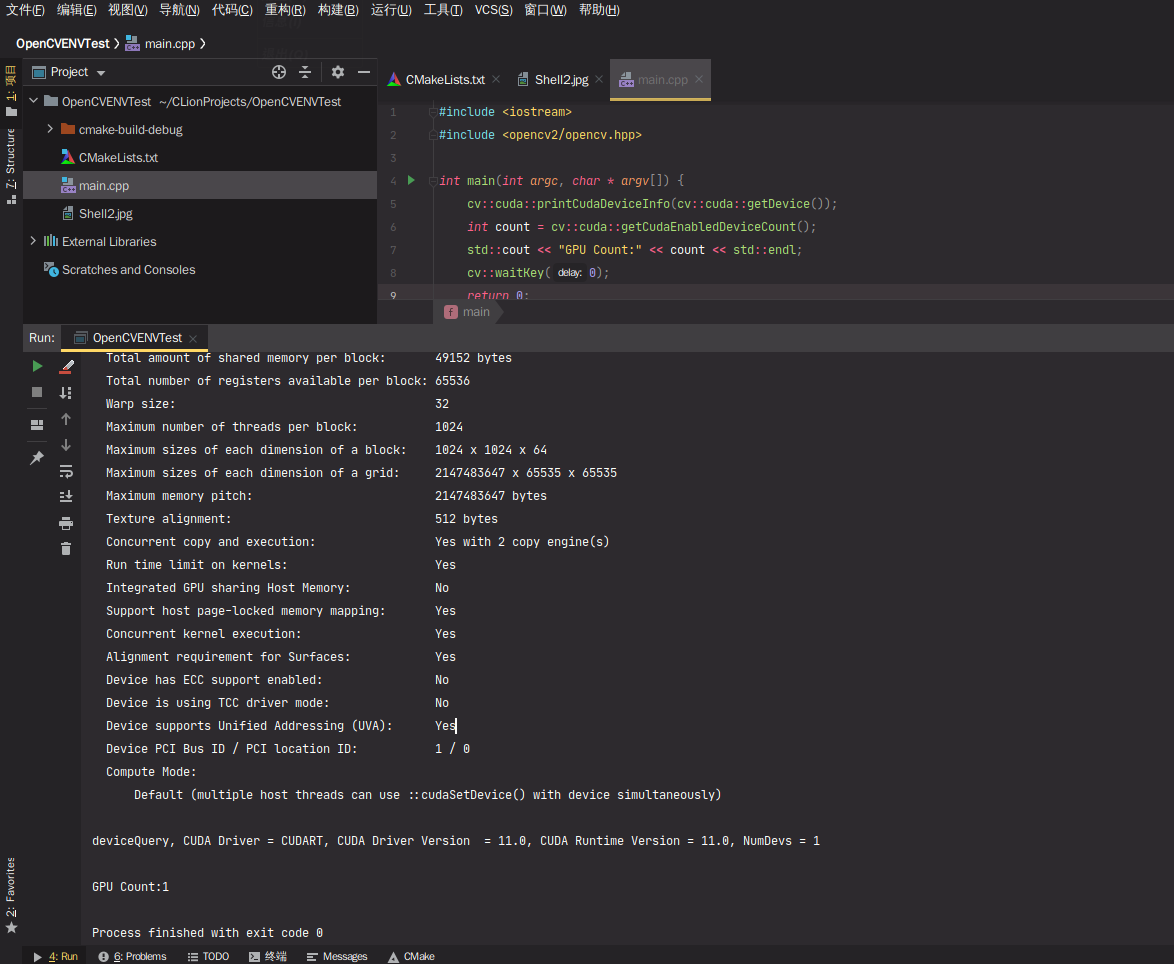 文件(F) 编辑(E) 视图(V) 导航(N) 代码(C) 重构(R) 构建(B) 运行(U) 工具(T) VCS(S) 窗口(W) 帮助(H)
OpenCVENVTest main.cpp
1: 项目
7: Structure
2: Favorites
Project
OpenCVENVTest ~/CLionProjects/OpenCVENVTest
cmake-build-debug
CMakeLists.txt
main.cpp
Shell2.jpg
External Libraries
Scratches and Consoles
CMakeLists.txt Shell2.jpg main.cpp
1 #include <iostream>
2 #include <opencv2/opencv.hpp>
3
4 int main(int argc, char * argv[]) {
5 cv::cuda::printCudaDeviceInfo(cv::cuda::getDevice());
6 int count = cv::cuda::getCudaEnabledDeviceCount();
7 std::cout << "GPU Count:" << count << std::endl;
8 cv::waitKey( delay: 0);
9 return 0;
f main
Run: OpenCVENVTest
Total amount of shared memory per block: 49152 bytes
Total number of registers available per block: 65536
Warp size: 32
Maximum number of threads per block: 1024
Maximum sizes of each dimension of a block: 1024 x 1024 x 64
Maximum sizes of each dimension of a grid: 2147483647 x 65535 x 65535
Maximum memory pitch: 2147483647 bytes
Texture alignment: 512 bytes
Concurrent copy and execution: Yes with 2 copy engine(s)
Run time limit on kernels: Yes
Integrated GPU sharing Host Memory: No
Support host page-locked memory mapping: Yes
Concurrent kernel execution: Yes
Alignment requirement for Surfaces: Yes
Device has ECC support enabled: No
Device is using TCC driver mode: No
Device supports Unified Addressing (UVA): Yes
Device PCI Bus ID / PCI location ID: 1 / 0
Compute Mode:
Default (multiple host threads can use ::cudaSetDevice() with device simultaneously)
deviceQuery, CUDA Driver = CUDART, CUDA Driver Version = 11.0, CUDA Runtime Version = 11.0, NumDevs = 1
GPU Count:1
Process finished with exit code 0
4: Run 6: Problems TODO 终端 Messages CMake